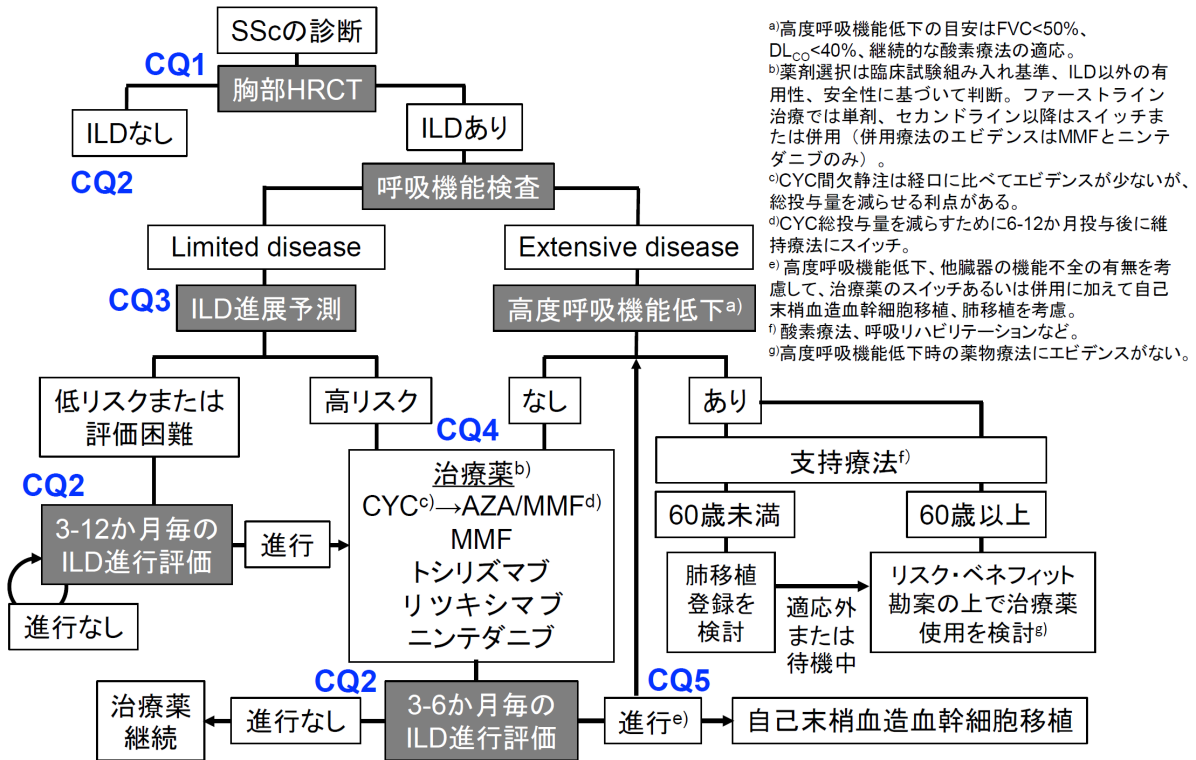 SScの診断
CQ1
胸部HRCT
ILDなし
ILDあり
CQ2
呼吸機能検査
Limited disease
Extensive disease
CQ3
ILD進展予測
高度呼吸機能低下a)
低リスクまたは
評価困難
高リスク
なし
あり
CQ4
CQ2
3-12か月毎の
ILD進行評価
進行
進行なし
治療薬b)
CYCc)→AZA/MMFd)
MMF
トシリズマブ
リツキシマブ
ニンテダニブ
支持療法f)
60歳未満
60歳以上
肺移植
登録を
検討
適応外
または
待機中
リスク・ベネフィット
勘案の上で治療薬
使用を検討g)
CQ2
CQ5
治療薬
継続
進行なし
3-6か月毎の
ILD進行評価
進行e)
自己末梢血造血幹細胞移植
a)高度呼吸機能低下の目安はFVC<50%、
DLCO<40%、継続的な酸素療法の適応。
b)薬剤選択は臨床試験組み入れ基準、ILD以外の有
用性、安全性に基づいて判断。ファーストライン
治療では単剤、セカンドライン以降はスイッチま
たは併用（併用療法のエビデンスはMMFとニンテ
ダニブのみ）。
c)CYC間欠静注は経口に比べてエビデンスが少ないが、
総投与量を減らせる利点がある。
d)CYC総投与量を減らすために6-12か月投与後に維
持療法にスイッチ。
e) 高度呼吸機能低下、他臓器の機能不全の有無を考
慮して、治療薬のスイッチあるいは併用に加えて自己
末梢血造血幹細胞移植、肺移植を考慮。
f) 酸素療法、呼吸リハビリテーションなど。
g)高度呼吸機能低下時の薬物療法にエビデンスがない。